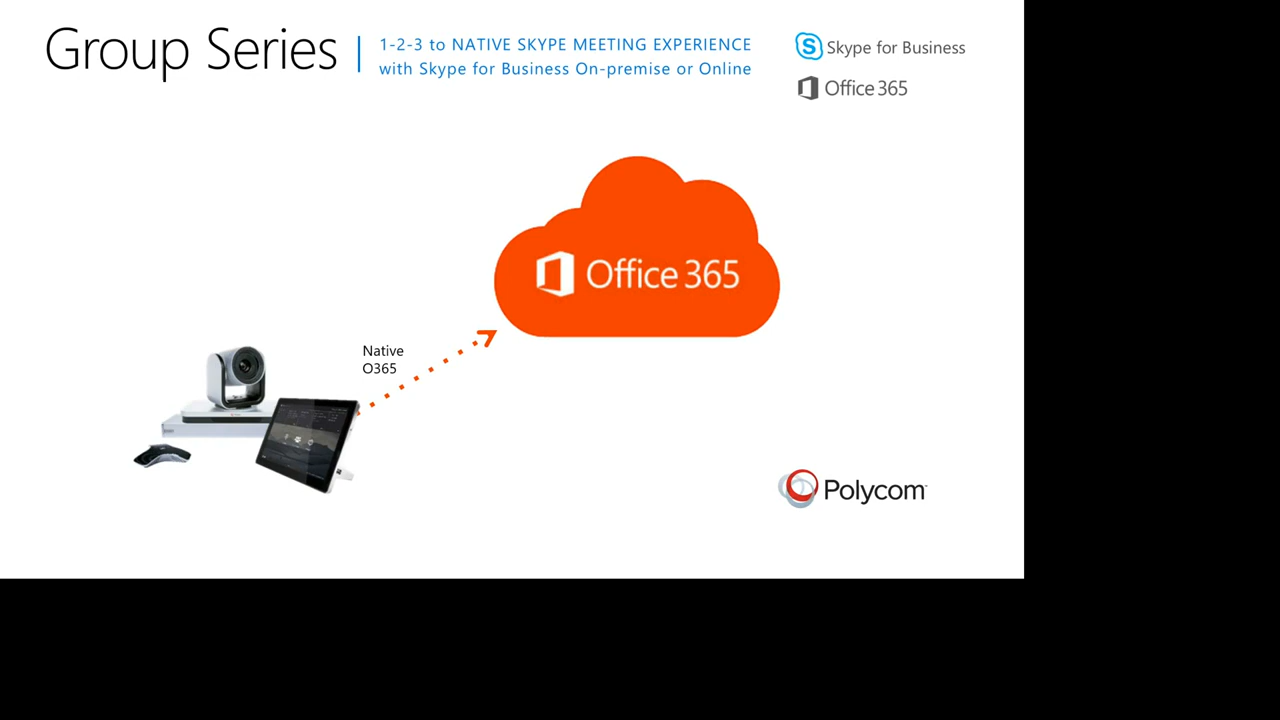 Group Series
1-2-3 to NATIVE SKYPE MEETING EXPERIENCE
with Skype for Business On-premise or Online
Skype for Business
Office 365
Office 365
Native
O365
Polycom